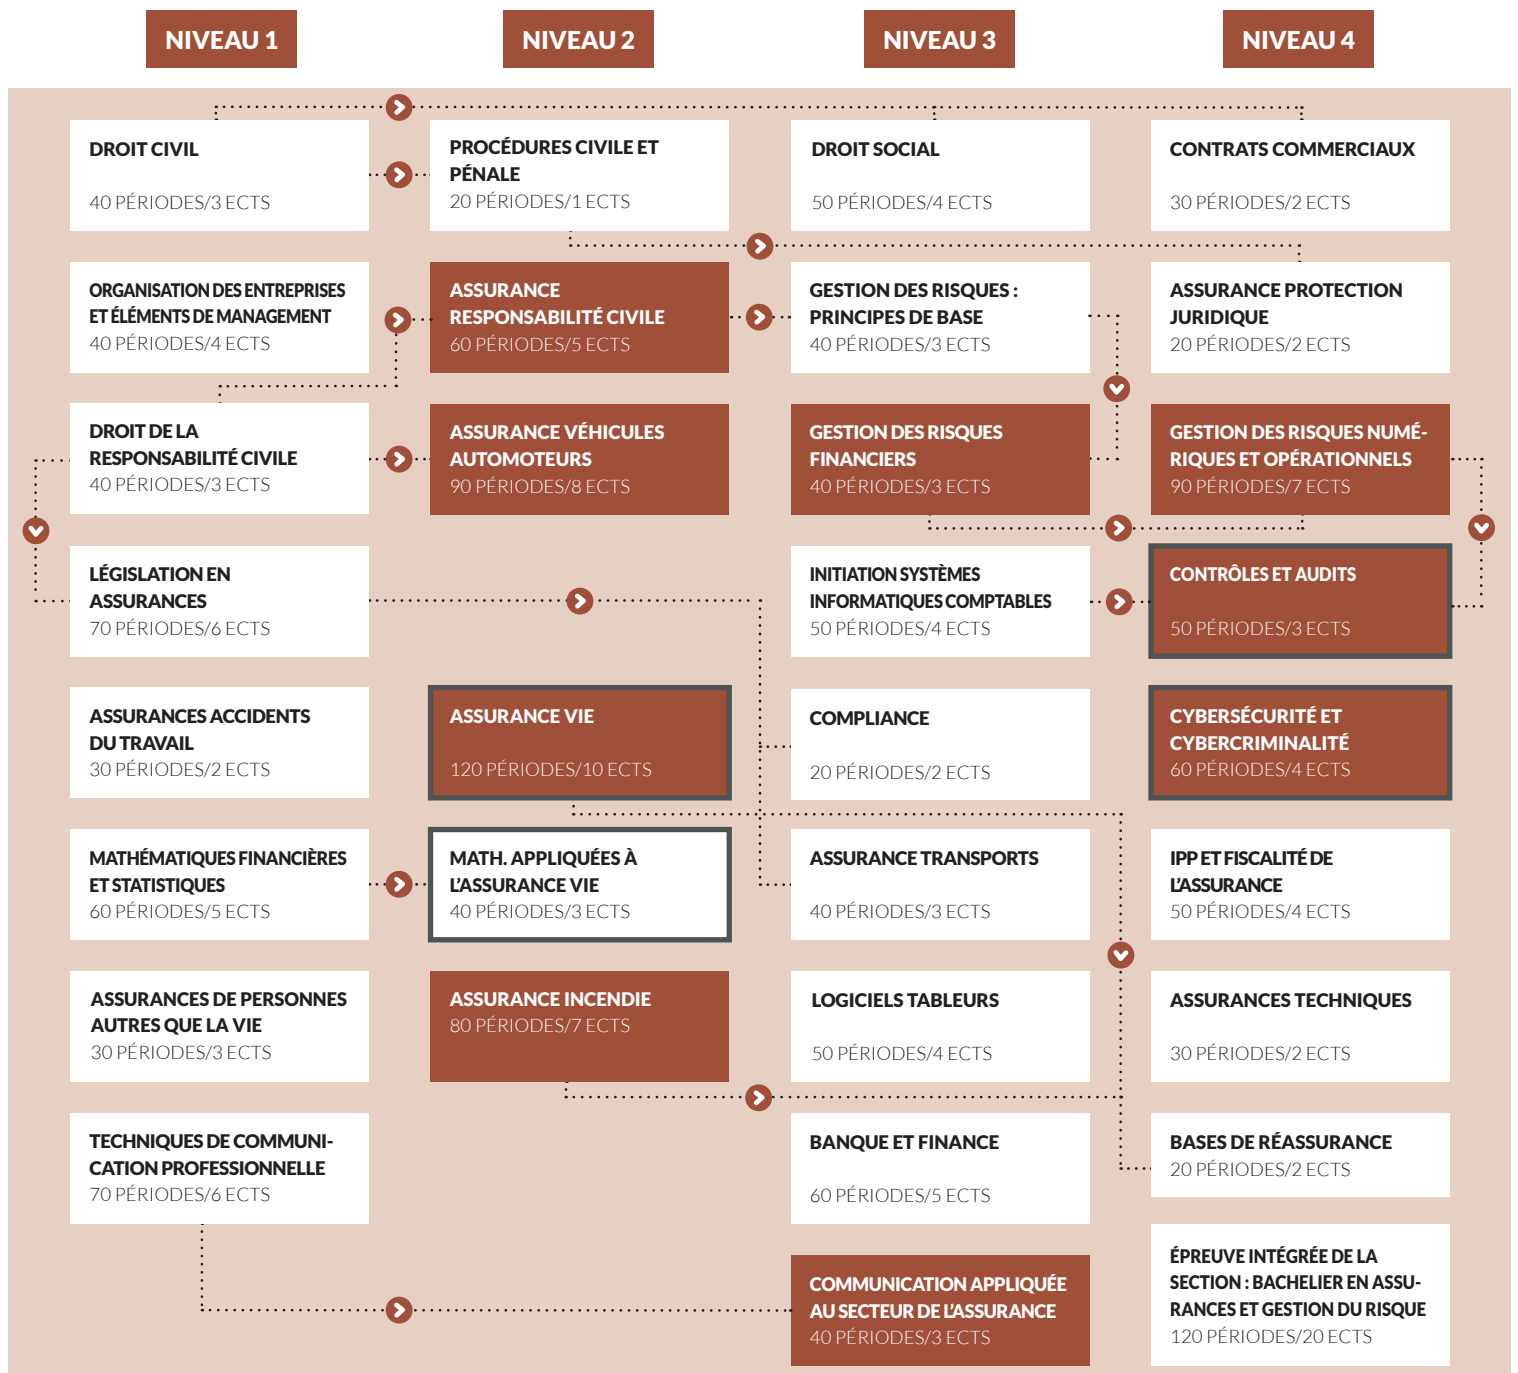 NIVEAU 1
NIVEAU 2
NIVEAU 3
NIVEAU 4
DROIT CIVIL
40 PÉRIODES/3 ECTS
PROCÉDURES CIVILE ET
PÉNALE
20 PÉRIODES/1 ECTS
DROIT SOCIAL
50 PÉRIODES/4 ECTS
CONTRATS COMMERCIAUX
30 PÉRIODES/2 ECTS
ORGANISATION DES ENTREPRISES
ET ÉLÉMENTS DE MANAGEMENT
40 PÉRIODES/4 ECTS
ASSURANCE
RESPONSABILITÉ CIVILE
60 PÉRIODES/5 ECTS
GESTION DES RISQUES :
PRINCIPES DE BASE
40 PÉRIODES/3 ECTS
ASSURANCE PROTECTION
JURIDIQUE
20 PÉRIODES/2 ECTS
DROIT DE LA
RESPONSABILITÉ CIVILE
40 PÉRIODES/3 ECTS
ASSURANCE VÉHICULES
AUTOMOTEURS
90 PÉRIODES/8 ECTS
GESTION DES RISQUES
FINANCIERS
40 PÉRIODES/3 ECTS
GESTION DES RISQUES NUMÉ-
RIQUES ET OPÉRATIONNELS
90 PÉRIODES/7 ECTS
LÉGISLATION EN
ASSURANCES
70 PÉRIODES/6 ECTS
INITIATION SYSTÈMES
INFORMATIQUES COMPTABLES
50 PÉRIODES/4 ECTS
CONTRÔLES ET AUDITS
50 PÉRIODES/3 ECTS
ASSURANCES ACCIDENTS
DU TRAVAIL
30 PÉRIODES/2 ECTS
ASSURANCE VIE
120 PÉRIODES/10 ECTS
COMPLIANCE
20 PÉRIODES/2 ECTS
CYBERSÉCURITÉ ET
CYBERCRIMINALITÉ
60 PÉRIODES/4 ECTS
MATHÉMATIQUES FINANCIÈRES
ET STATISTIQUES
60 PÉRIODES/5 ECTS
MATH. APPLIQUÉES À
L'ASSURANCE VIE
40 PÉRIODES/3 ECTS
ASSURANCE TRANSPORTS
40 PÉRIODES/3 ECTS
IPP ET FISCALITÉ DE
L'ASSURANCE
50 PÉRIODES/4 ECTS
ASSURANCES DE PERSONNES
AUTRES QUE LA VIE
30 PÉRIODES/3 ECTS
ASSURANCE INCENDIE
80 PÉRIODES/7 ECTS
LOGICIELS TABLEURS
50 PÉRIODES/4 ECTS
ASSURANCES TECHNIQUES
30 PÉRIODES/2 ECTS
TECHNIQUES DE COMMUNI-
CATION PROFESSIONNELLE
70 PÉRIODES/6 ECTS
BANQUE ET FINANCE
60 PÉRIODES/5 ECTS
BASES DE RÉASSURANCE
20 PÉRIODES/2 ECTS
COMMUNICATION APPLIQUÉE
AU SECTEUR DE L'ASSURANCE
40 PÉRIODES/3 ECTS
ÉPREUVE INTÉGRÉE DE LA
SECTION : BACHELIER EN ASSU-
RANCES ET GESTION DU RISQUE
120 PÉRIODES/20 ECTS